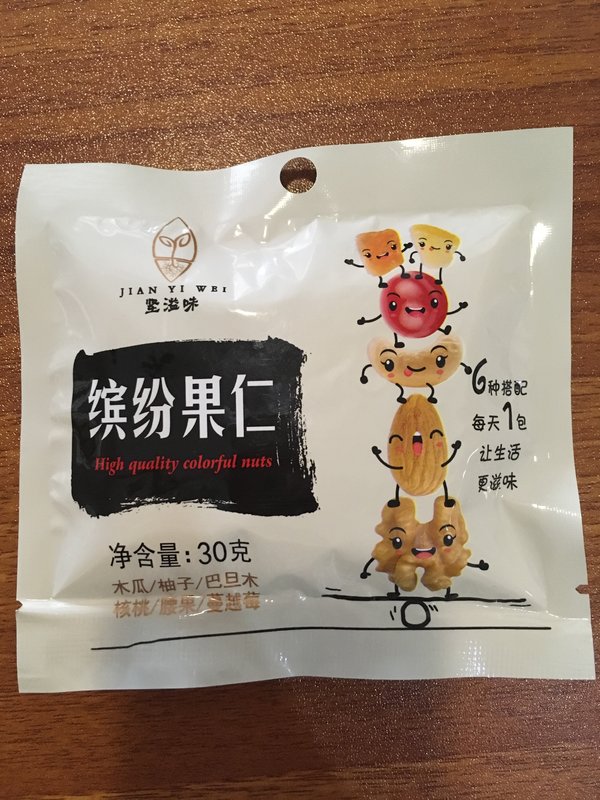 JIAN YI WEI
坚滋味
缤纷果仁
High quality colorful nuts
净含量:30克
木瓜/柚子/巴旦木
核桃/腰果/蔓越莓
6种搭配
每天1包
让生活
更滋味